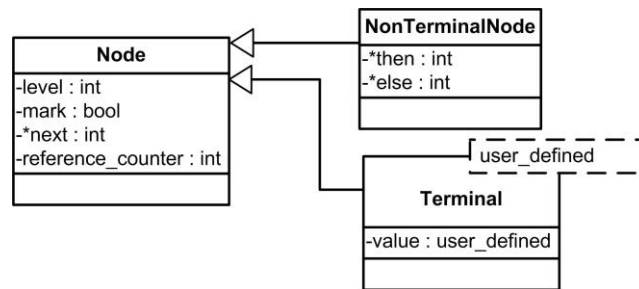 NonTerminalNode
-*then : int
-*else : int
Node
-level : int
-mark : bool
-*next : int
-reference_counter : int
user_defined
Terminal
-value : user_defined